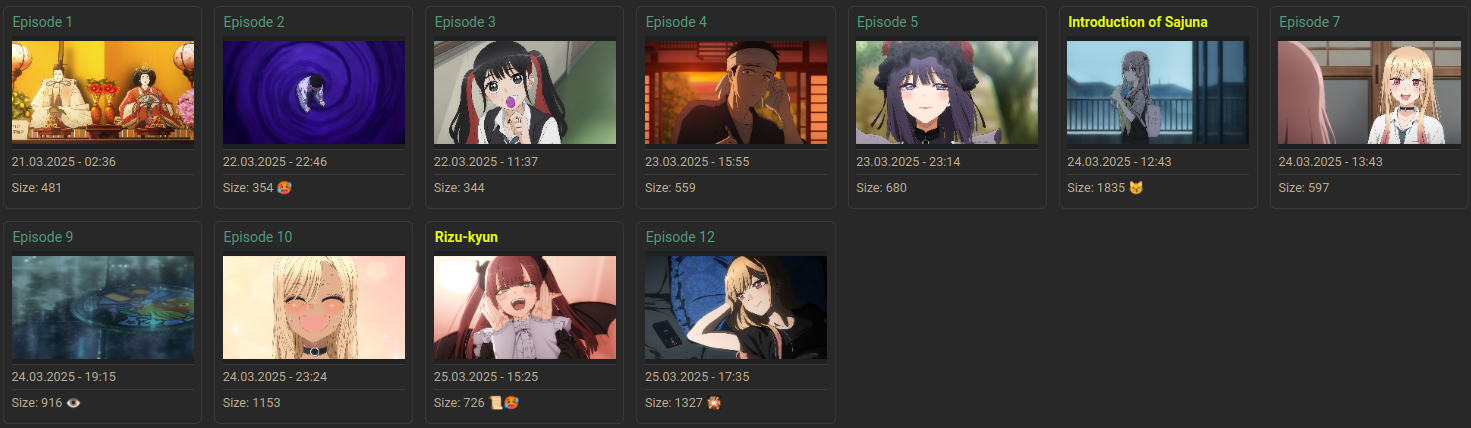 Episode 1
21.03.2025 - 02:36
Size: 481
Episode 2
22.03.2025 - 22:46
Size: 354 🥵
Episode 3
22.03.2025 - 11:37
Size: 344
Episode 4
23.03.2025 - 15:55
Size: 559
Episode 5
23.03.2025 - 23:14
Size: 680
Introduction of Sajuna
24.03.2025 - 12:43
Size: 1835 😼
Episode 7
24.03.2025 - 13:43
Size: 597
Episode 9
24.03.2025 - 19:15
Size: 916 👁️
Episode 10
24.03.2025 - 23:24
Size: 1153
Rizu-kyun
25.03.2025 - 15:25
Size: 726 📜🥵
Episode 12
25.03.2025 - 17:35
Size: 1327 🎇